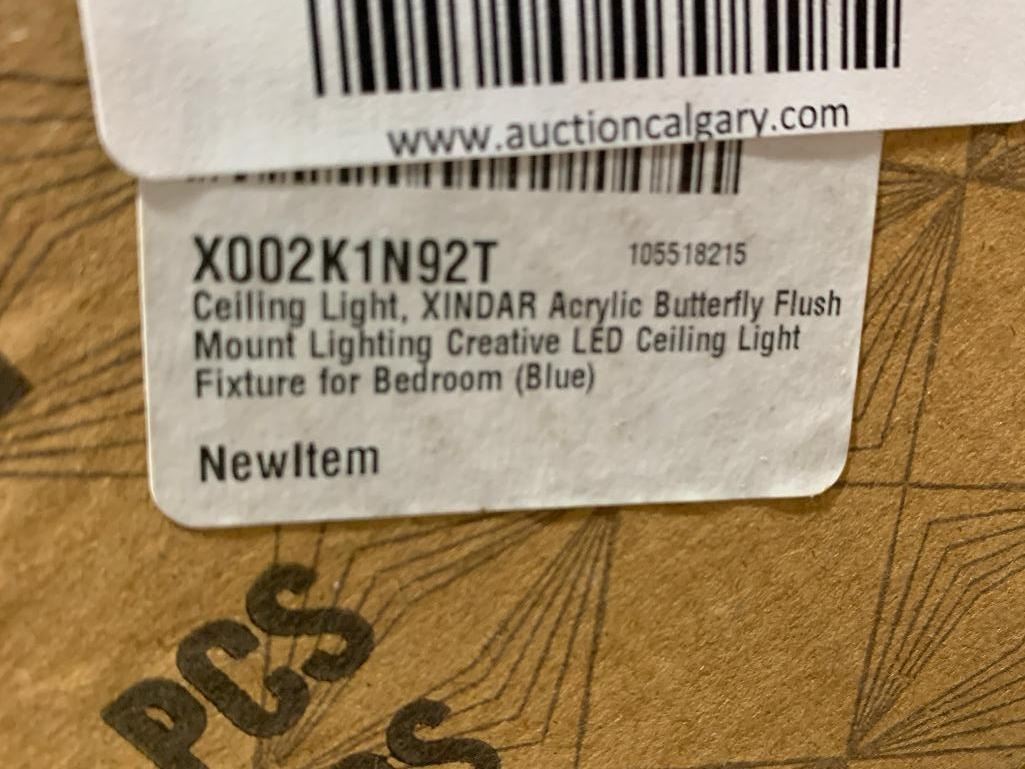 www.auctioncalgary.com
X002K1N92T 105518215
Ceiling Light, XINDAR Acrylic Butterfly Flush
Mount Lighting Creative LED Ceiling Light
Fixture for Bedroom (Blue)
NewItem
PCS